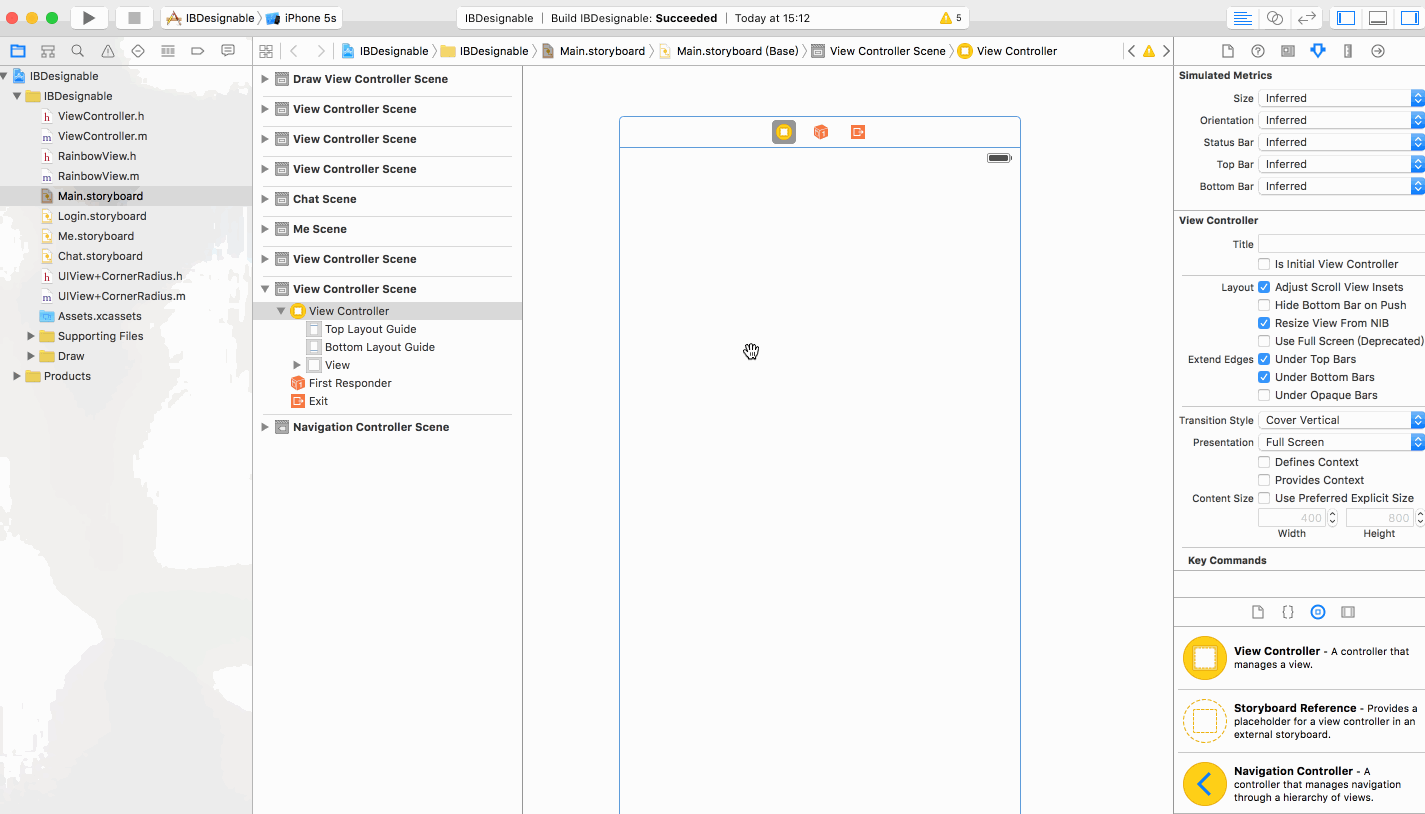 IBDesignable iPhone 5s
IBDesignable | Build IBDesignable: Succeeded | Today at 15:12
5
IBDesignable IBDesignable Main.storyboard Main.storyboard (Base) View Controller Scene View Controller
IBDesignable
IBDesignable
ViewController.h
ViewController.m
RainbowView.h
RainbowView.m
Main.storyboard
Login.storyboard
Me.storyboard
Chat.storyboard
UIView+CornerRadius.h
UIView+CornerRadius.m
Assets.xcassets
Supporting Files
Draw
Products
Draw View Controller Scene
View Controller Scene
View Controller Scene
View Controller Scene
Chat Scene
Me Scene
View Controller Scene
View Controller Scene
View Controller
Top Layout Guide
Bottom Layout Guide
View
First Responder
Exit
Navigation Controller Scene
Simulated Metrics
Size Inferred
Orientation Inferred
Status Bar Inferred
Top Bar Inferred
Bottom Bar Inferred
View Controller
Title
Is Initial View Controller
Layout Adjust Scroll View Insets
Hide Bottom Bar on Push
Resize View From NIB
Use Full Screen (Deprecated)
Extend Edges Under Top Bars
Under Bottom Bars
Under Opaque Bars
Transition Style Cover Vertical
Presentation Full Screen
Defines Context
Provides Context
Content Size Use Preferred Explicit Size
400 800
Width Height
Key Commands
View Controller - A controller that
manages a view.
Storyboard Reference - Provides a
placeholder for a view controller in an
external storyboard.
Navigation Controller - A
controller that manages navigation
through a hierarchy of views.